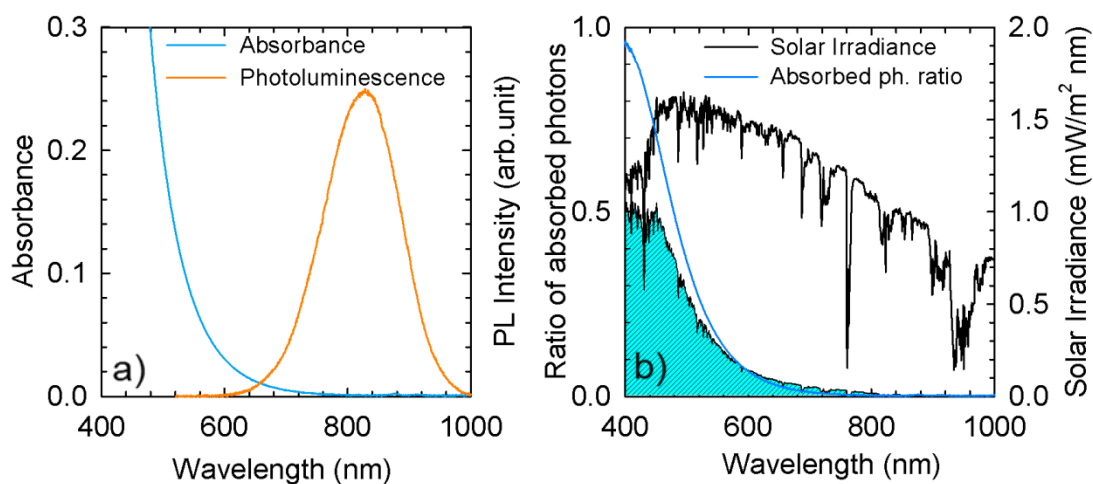 0.3
0.2
0.1
0.0
Absorbance
Absorbance
Photoluminescence
a)
400
600
800
1000
Wavelength (nm)
PL Intensity (arb.unit)
1.0
0.5
0.0
Ratio of absorbed photons
Solar Irradiance
Absorbed ph. ratio
b)
400
600
800
1000
Wavelength (nm)
2.0
1.5
1.0
0.5
0.0
Solar Irradiance (mW/m² nm)